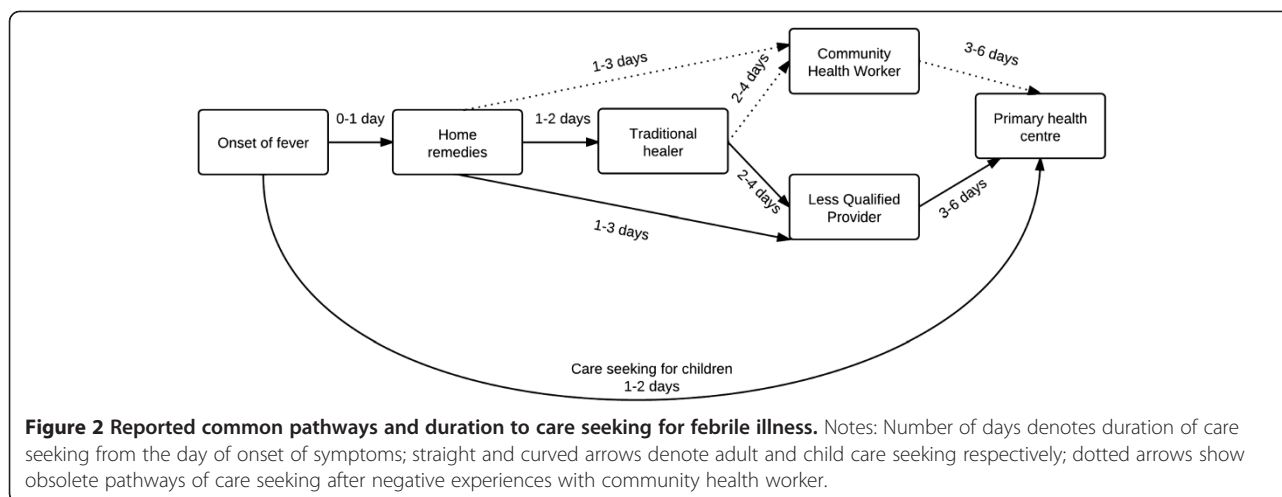 Community
Health Worker
3-6 days
1-3 days
2-4 days
Onset of fever
0-1 day
Home
remedies
1-2 days
Traditional
healer
Primary health
centre
2-4 days
Less Qualified
Provider
3-6 days
1-3 days
Care seeking for children
1-2 days
Figure 2 Reported common pathways and duration to care seeking for febrile illness. Notes: Number of days denotes duration of care
seeking from the day of onset of symptoms; straight and curved arrows denote adult and child care seeking respectively; dotted arrows show
obsolete pathways of care seeking after negative experiences with community health worker.